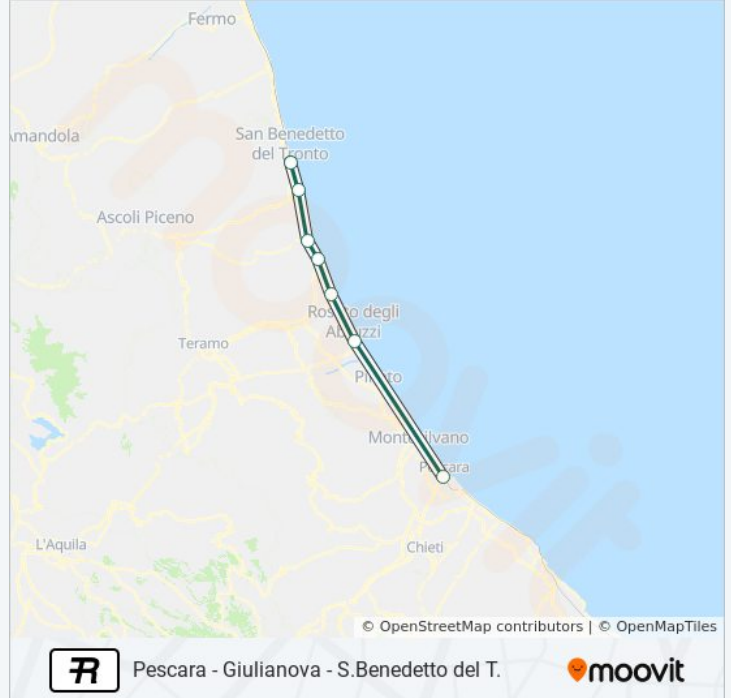 Fermo
Amandola
San Benedetto
del Tronto
Ascoli Piceno
Roseto degli
Abruzzi
Teramo
Pineto
Montesilvano
Pescara
L'Aquila
Chieti
© OpenStreetMap contributors | © OpenMapTiles
R Pescara - Giulianova - S.Benedetto del T. moovit
moovit